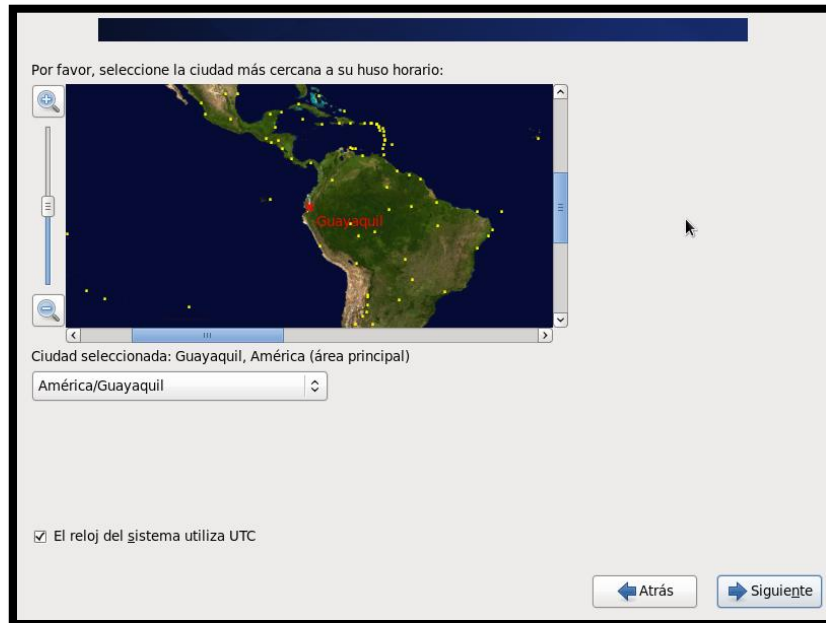 Por favor, seleccione la ciudad más cercana a su huso horario:
Guayaquil
Ciudad seleccionada: Guayaquil, América (área principal)
América/Guayaquil
El reloj del sistema utiliza UTC
Atrás
Siguiente